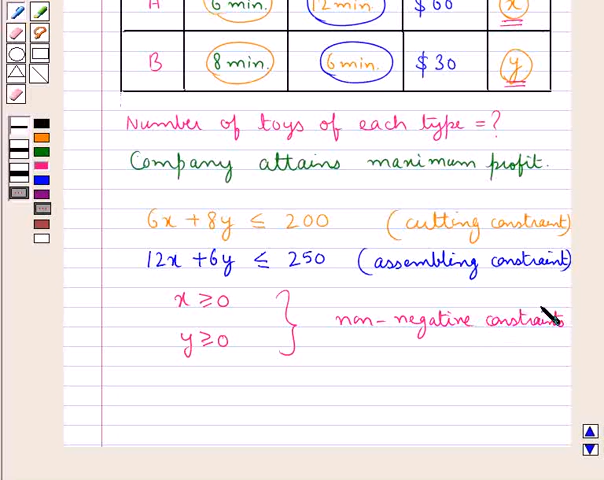 A 6 min. 12 min. $ 60 x
B 8 min. 6 min. $ 30 y
Number of toys of each type = ?
Company attains maximum profit.
6x + 8y ≤ 200 (cutting constraint)
12x + 6y ≤ 250 (assembling constraint)
x ≥ 0
} non-negative constraints
y ≥ 0